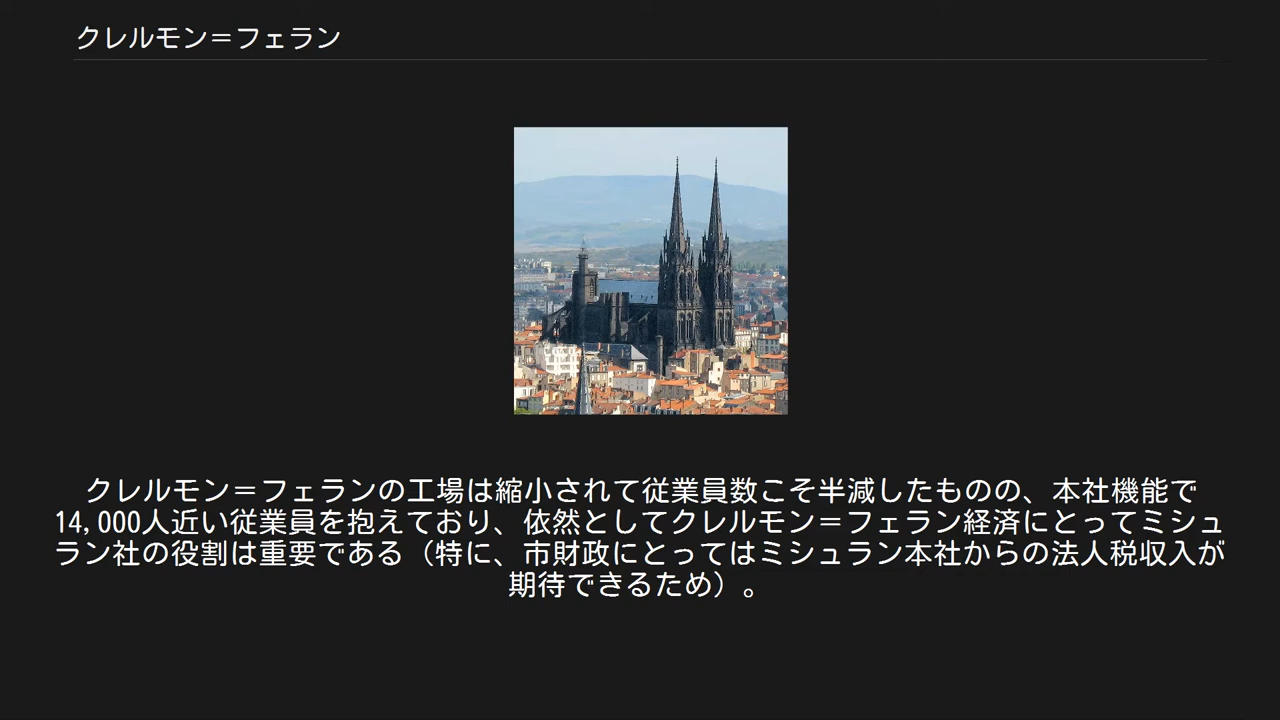 クレルモン＝フェラン
クレルモン＝フェランの工場は縮小されて従業員数こそ半減したものの、本社機能で
14,000人近い従業員を抱えており、依然としてクレルモン＝フェラン経済にとってミシュ
ラン社の役割は重要である（特に、市財政にとってはミシュラン本社からの法人税収入が
期待できるため）。